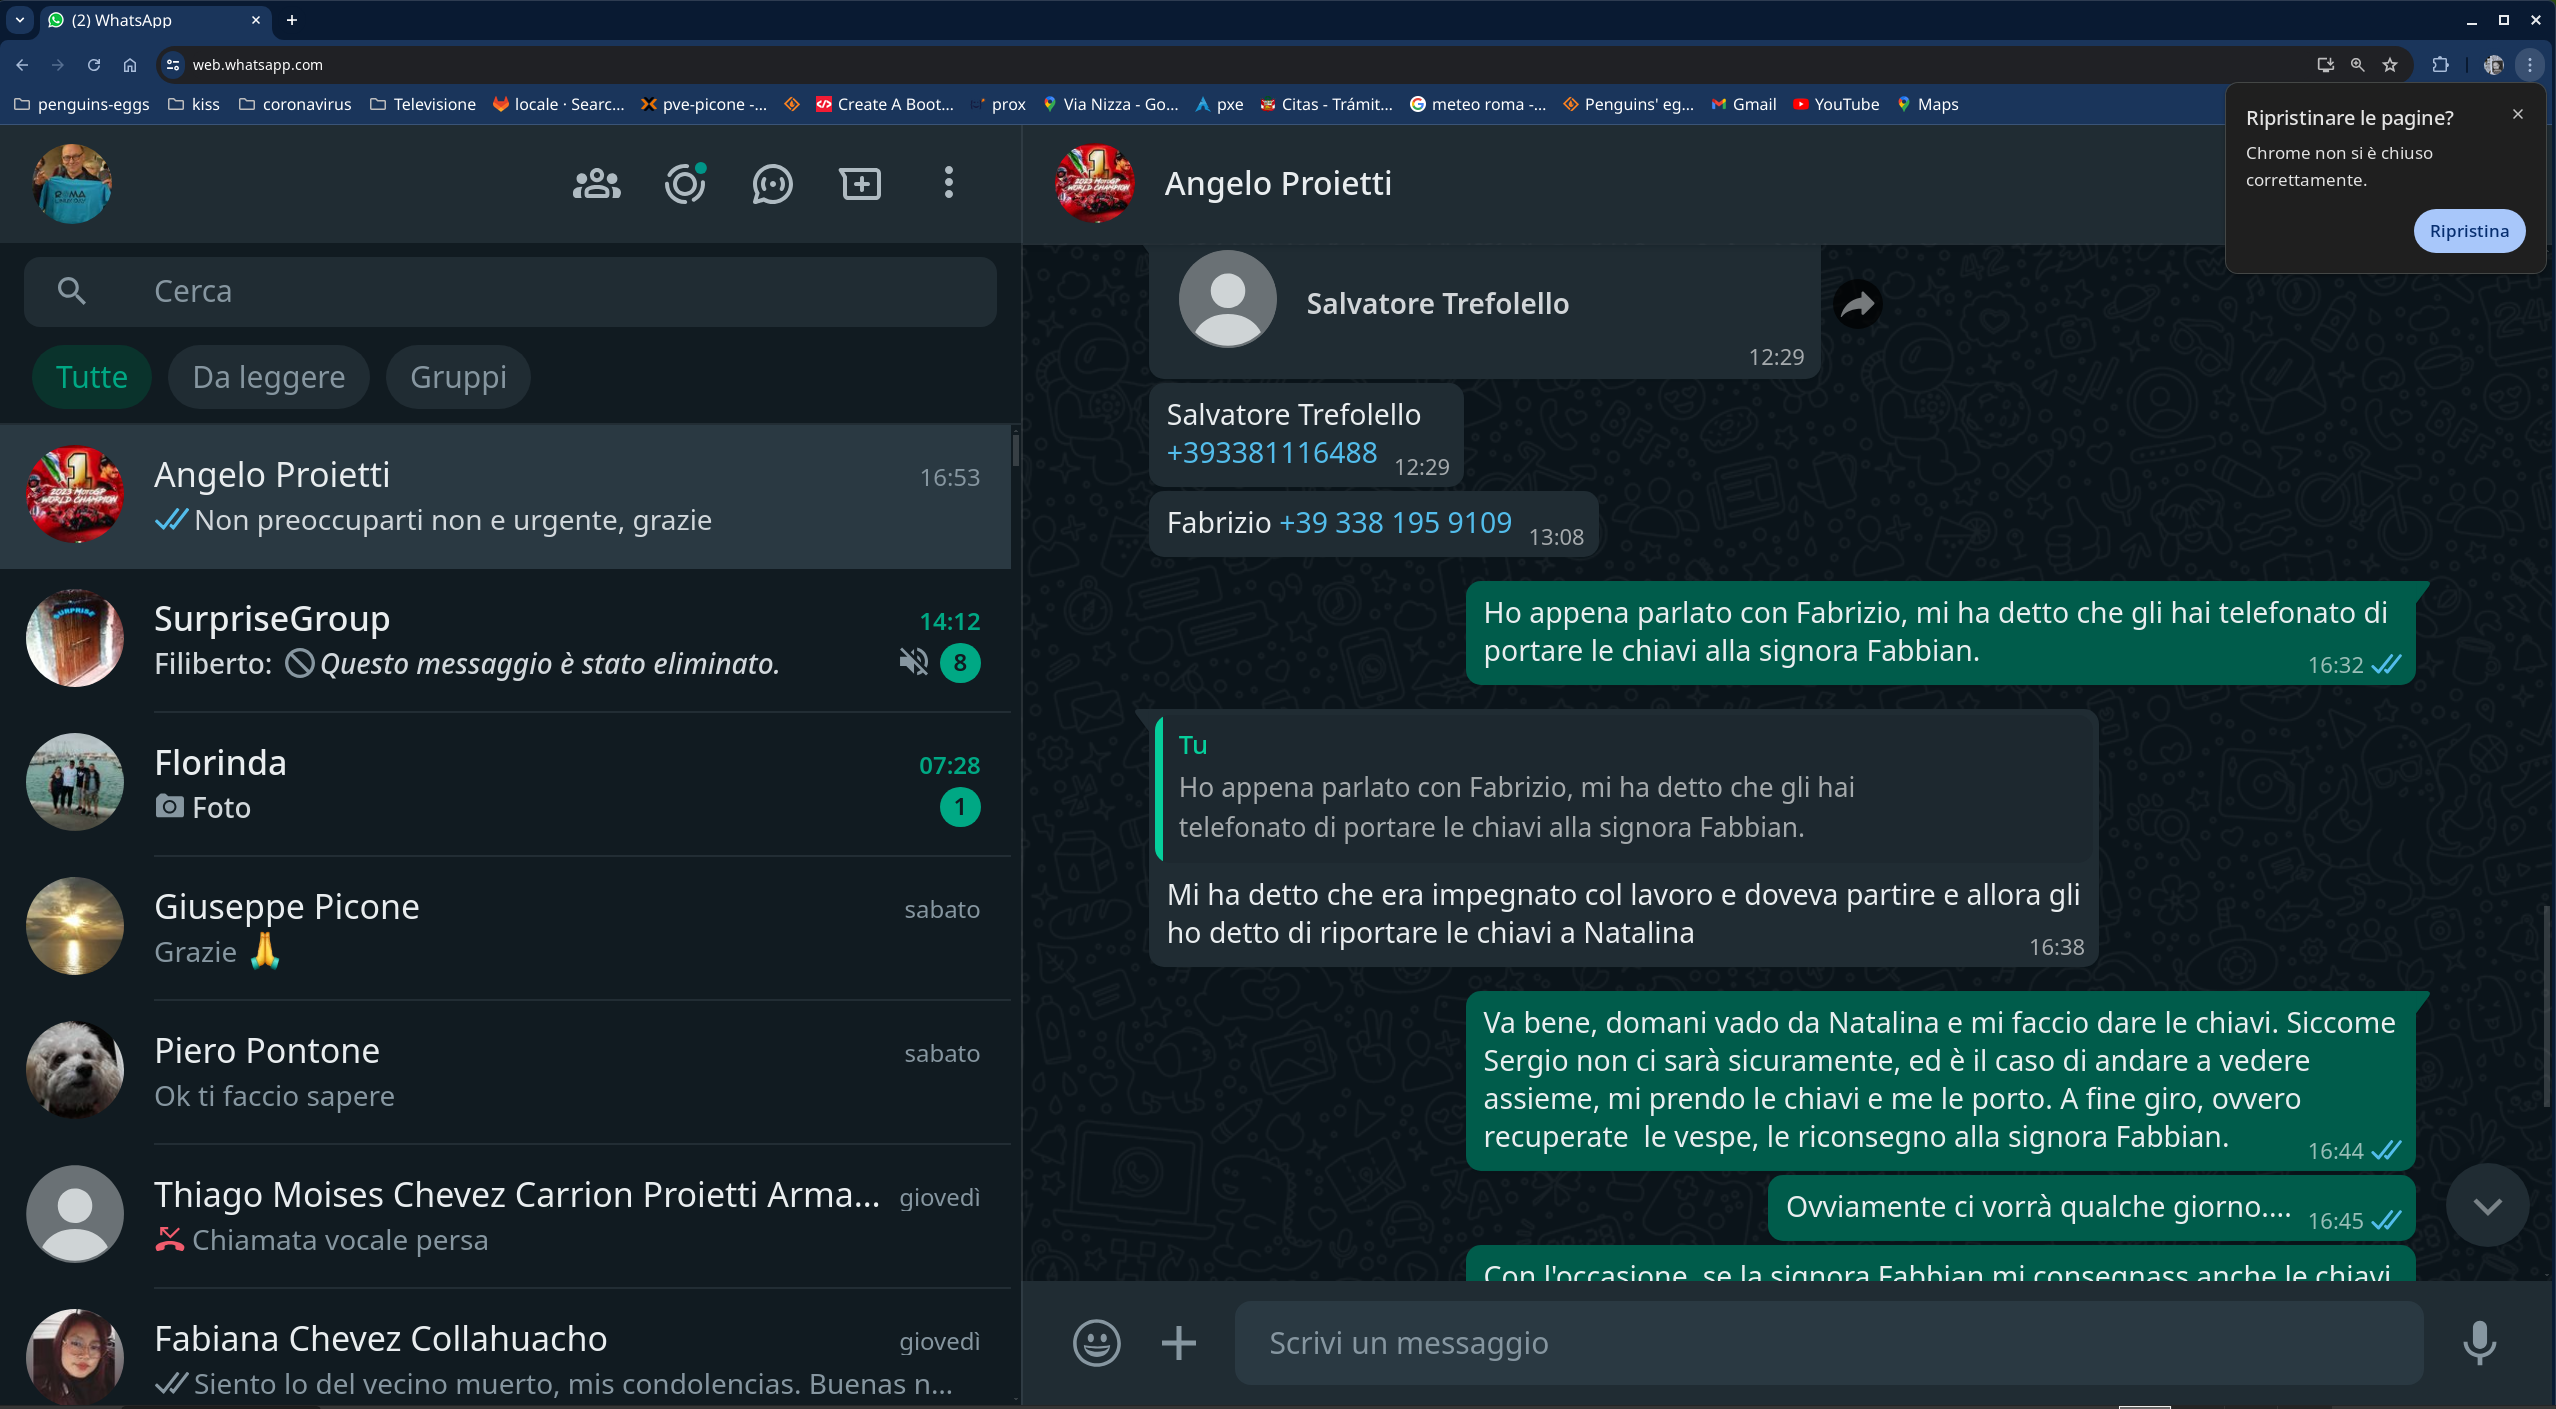 (2) WhatsApp
web.whatsapp.com
penguins-eggs
kiss
coronavirus
Televisione
locale · Searc...
pve-picone -...
Create A Boot...
prox
Via Nizza - Go...
pxe
Citas - Trámit...
meteo roma -...
Penguins' eg...
Gmail
YouTube
Maps
Ripristinare le pagine?
Chrome non si è chiuso
correttamente.
Ripristina
Cerca
Tutte
Da leggere
Gruppi
Angelo Proietti
16:53
Non preoccuparti non e urgente, grazie
SurpriseGroup
14:12
Filiberto: Questo messaggio è stato eliminato.
8
Florinda
07:28
Foto
1
Giuseppe Picone
sabato
Grazie 🙏
Piero Pontone
sabato
Ok ti faccio sapere
Thiago Moises Chevez Carrion Proietti Arma...
giovedì
Chiamata vocale persa
Fabiana Chevez Collahuacho
giovedì
Siento lo del vecino muerto, mis condolencias. Buenas n...
Angelo Proietti
Salvatore Trefolello
12:29
Salvatore Trefolello
+393381116488
12:29
Fabrizio +39 338 195 9109
13:08
Ho appena parlato con Fabrizio, mi ha detto che gli hai telefonato di
portare le chiavi alla signora Fabbian.
16:32
Tu
Ho appena parlato con Fabrizio, mi ha detto che gli hai
telefonato di portare le chiavi alla signora Fabbian.
Mi ha detto che era impegnato col lavoro e doveva partire e allora gli
ho detto di riportare le chiavi a Natalina
16:38
Va bene, domani vado da Natalina e mi faccio dare le chiavi. Siccome
Sergio non ci sarà sicuramente, ed è il caso di andare a vedere
assieme, mi prendo le chiavi e me le porto. A fine giro, ovvero
recuperate  le vespe, le riconsegno alla signora Fabbian.
16:44
Ovviamente ci vorrà qualche giorno....
16:45
Con l'occasione, se la signora Fabbian mi consegnass anche le chiavi
Scrivi un messaggio